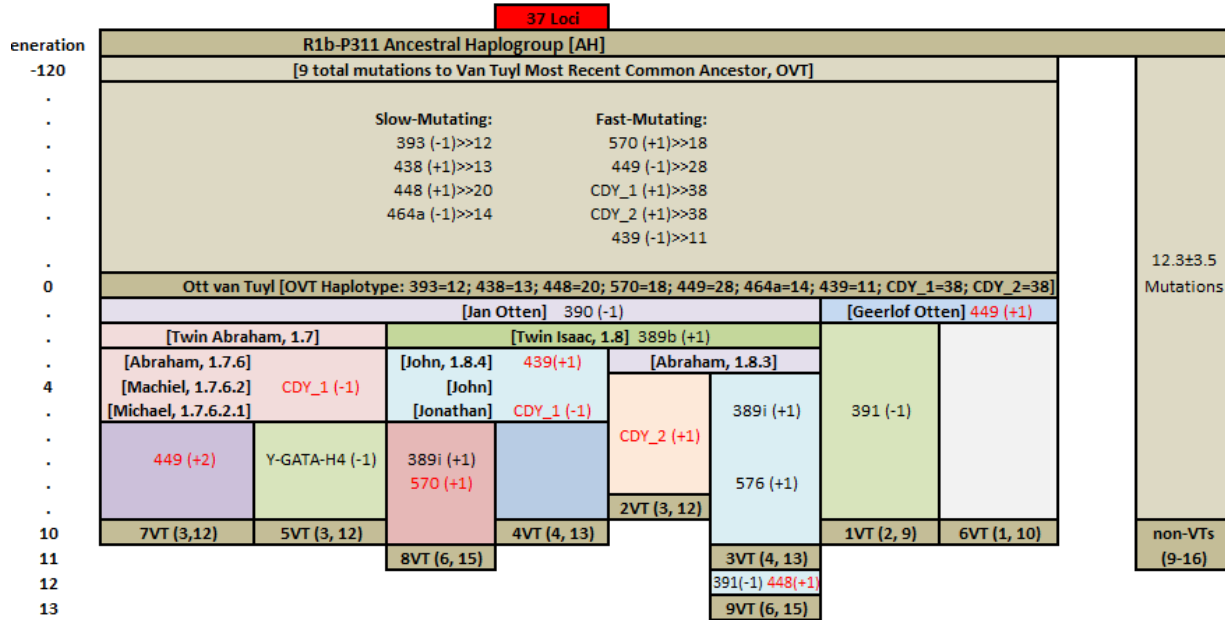 37 Loci
eneration R1b-P311 Ancestral Haplogroup [AH]
-120 [9 total mutations to Van Tuyl Most Recent Common Ancestor, OVT]
.
. Slow-Mutating: Fast-Mutating:
. 393 (-1)>>12 570 (+1)>>18
. 438 (+1)>>13 449 (-1)>>28
. 448 (+1)>>20 CDY_1 (+1)>>38
. 464a (-1)>>14 CDY_2 (+1)>>38
439 (-1)>>11
. 12.3±3.5
0 Ott van Tuyl [OVT Haplotype: 393=12; 438=13; 448=20; 570=18; 449=28; 464a=14; 439=11; CDY_1=38; CDY_2=38] Mutations
. [Jan Otten] 390 (-1) [Geerlof Otten] 449 (+1)
. [Twin Abraham, 1.7] [Twin Isaac, 1.8] 389b (+1)
. [Abraham, 1.7.6] [John, 1.8.4] 439(+1) [Abraham, 1.8.3]
4 [Machiel, 1.7.6.2] CDY_1 (-1) [John]
. [Michael, 1.7.6.2.1] [Jonathan] CDY_1 (-1) 389i (+1) 391 (-1)
. CDY_2 (+1)
. 449 (+2) Y-GATA-H4 (-1) 389i (+1)
. 570 (+1) 576 (+1)
. 2VT (3, 12)
10 7VT (3,12) 5VT (3, 12) 4VT (4, 13) 1VT (2, 9) 6VT (1, 10) non-VTs
11 8VT (6, 15) 3VT (4, 13) (9-16)
12 391(-1) 448(+1)
13 9VT (6, 15)